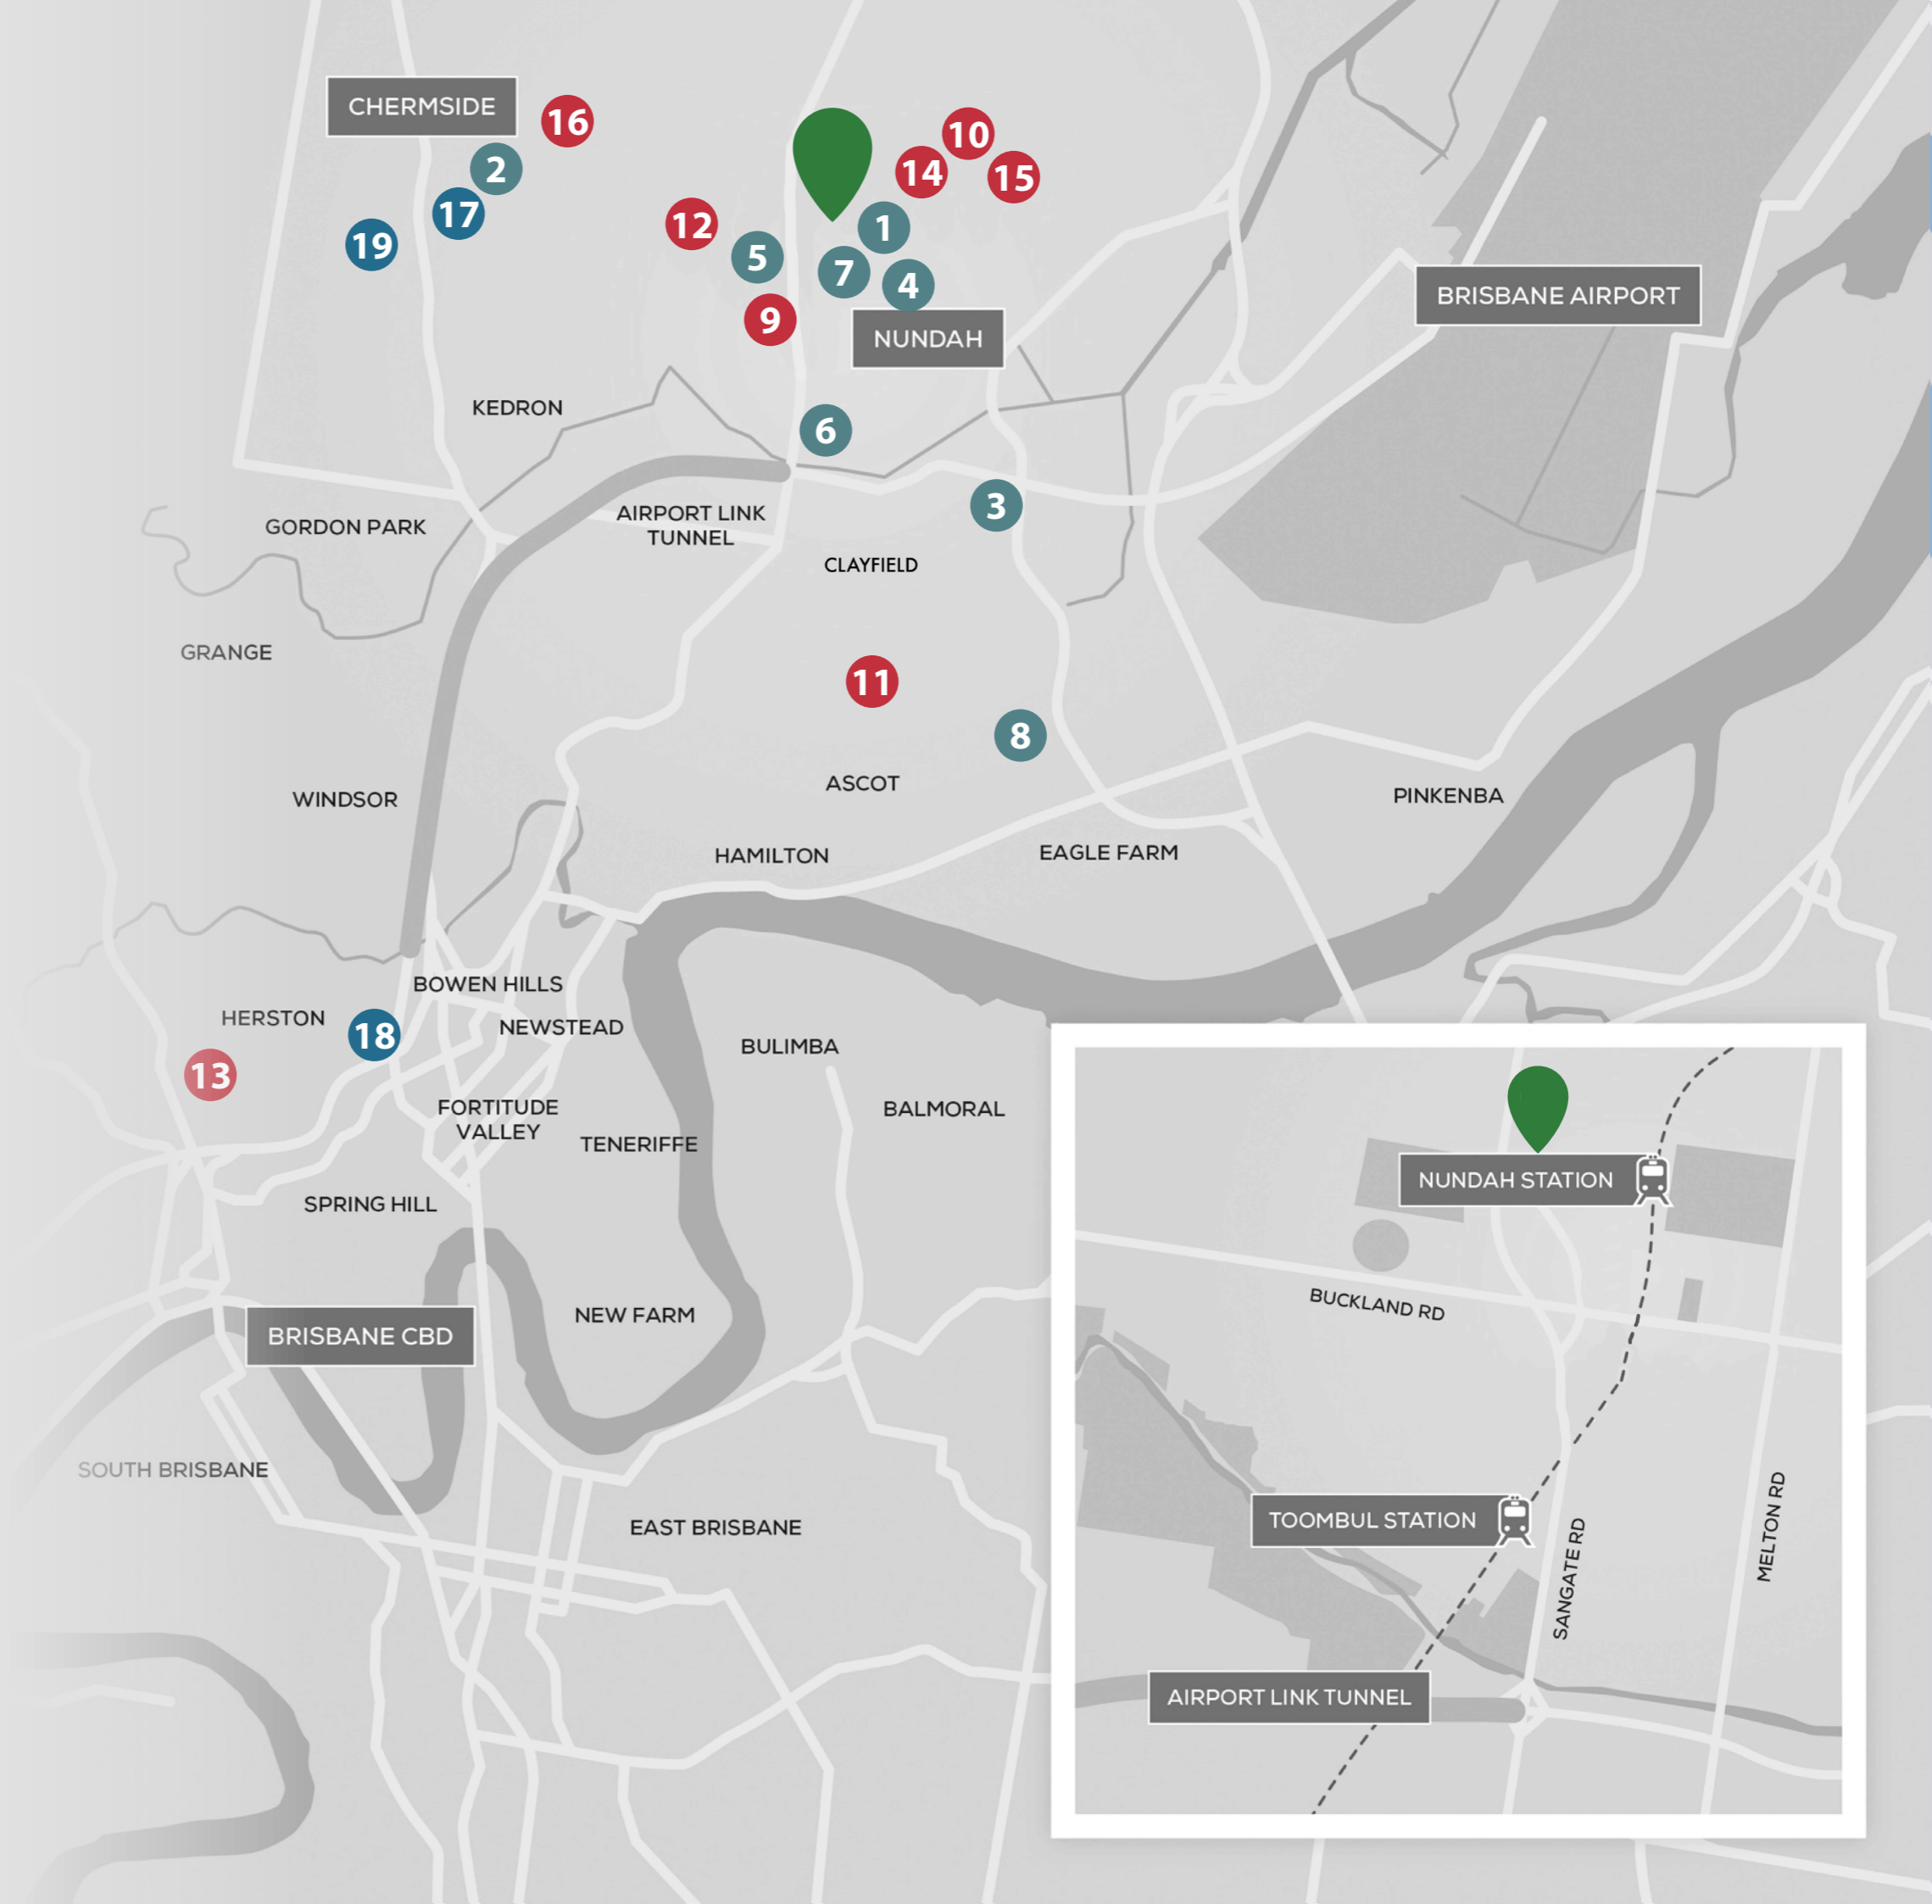 CHERMSIDE
16
10
14
15
2
17
12
1
19
5
7
4
BRISBANE AIRPORT
9
NUNDAH
KEDRON
6
3
AIRPORT LINK
TUNNEL
GORDON PARK
CLAYFIELD
GRANGE
11
8
ASCOT
WINDSOR
PINKENBA
HAMILTON
EAGLE FARM
BOWEN HILLS
HERSTON
18
NEWSTEAD
BULIMBA
13
FORTITUDE
VALLEY
BALMORAL
TENERIFFE
SPRING HILL
NEW FARM
BRISBANE CBD
SOUTH BRISBANE
EAST BRISBANE
NUNDAH STATION
BUCKLAND RD
TOOMBUL STATION
SANGATE RD
MELTON RD
AIRPORT LINK TUNNEL